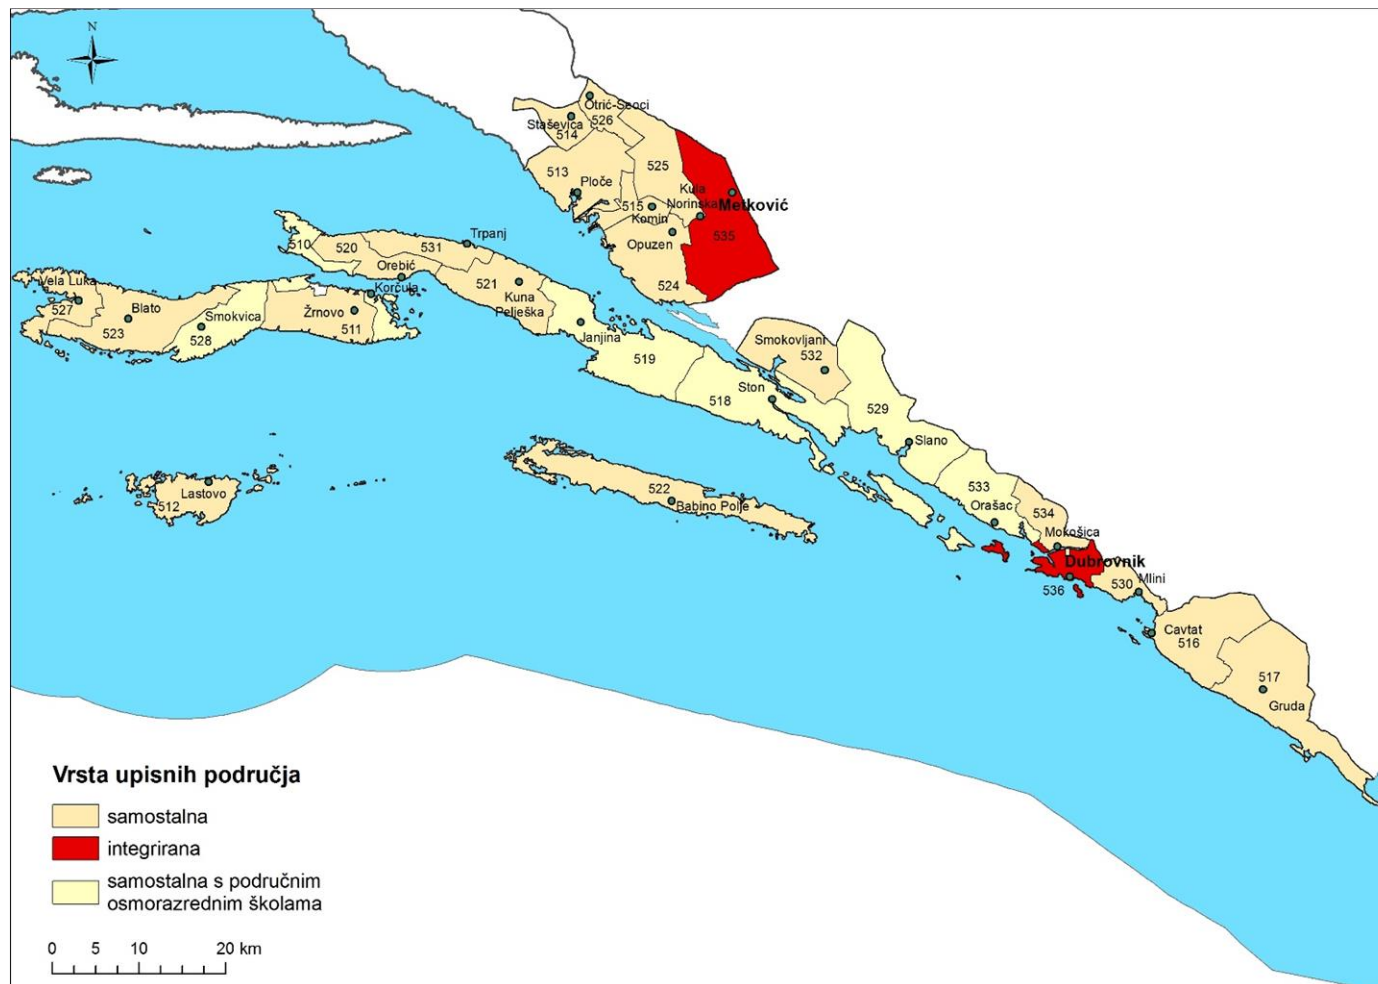 N
Otrić-Seoci
526
Staševica
514
513
Ploče
525
Kula
Norinska
Metković
515
Komin
Opuzen
535
524
510
520
531
Trpanj
Orebić
Korčula
521
Kuna
Pelješka
Vela Luka
527
Blato
523
Smokvica
528
Žrnovo
511
Janjina
519
Smokovljani
532
Ston
518
529
Slano
533
Orašac
534
Mokošica
Dubrovnik
536
530
Mlini
Lastovo
512
522
Babino Polje
Cavtat
516
517
Gruda
Vrsta upisnih područja
samostalna
integrirana
samostalna s područnim
osmorazrednim školama
0 5 10 20 km